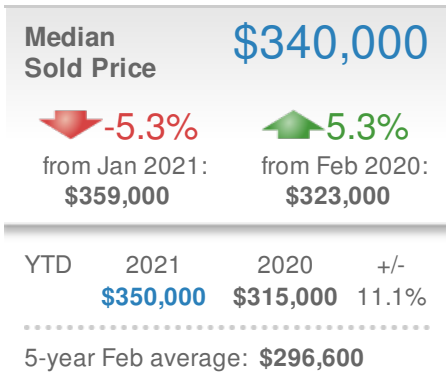 Median $340,000
Sold Price
-5.3% 5.3%
from Jan 2021: from Feb 2020:
$359,000 $323,000
YTD 2021 2020 +/-
$350,000 $315,000 11.1%
5-year Feb average: $296,600